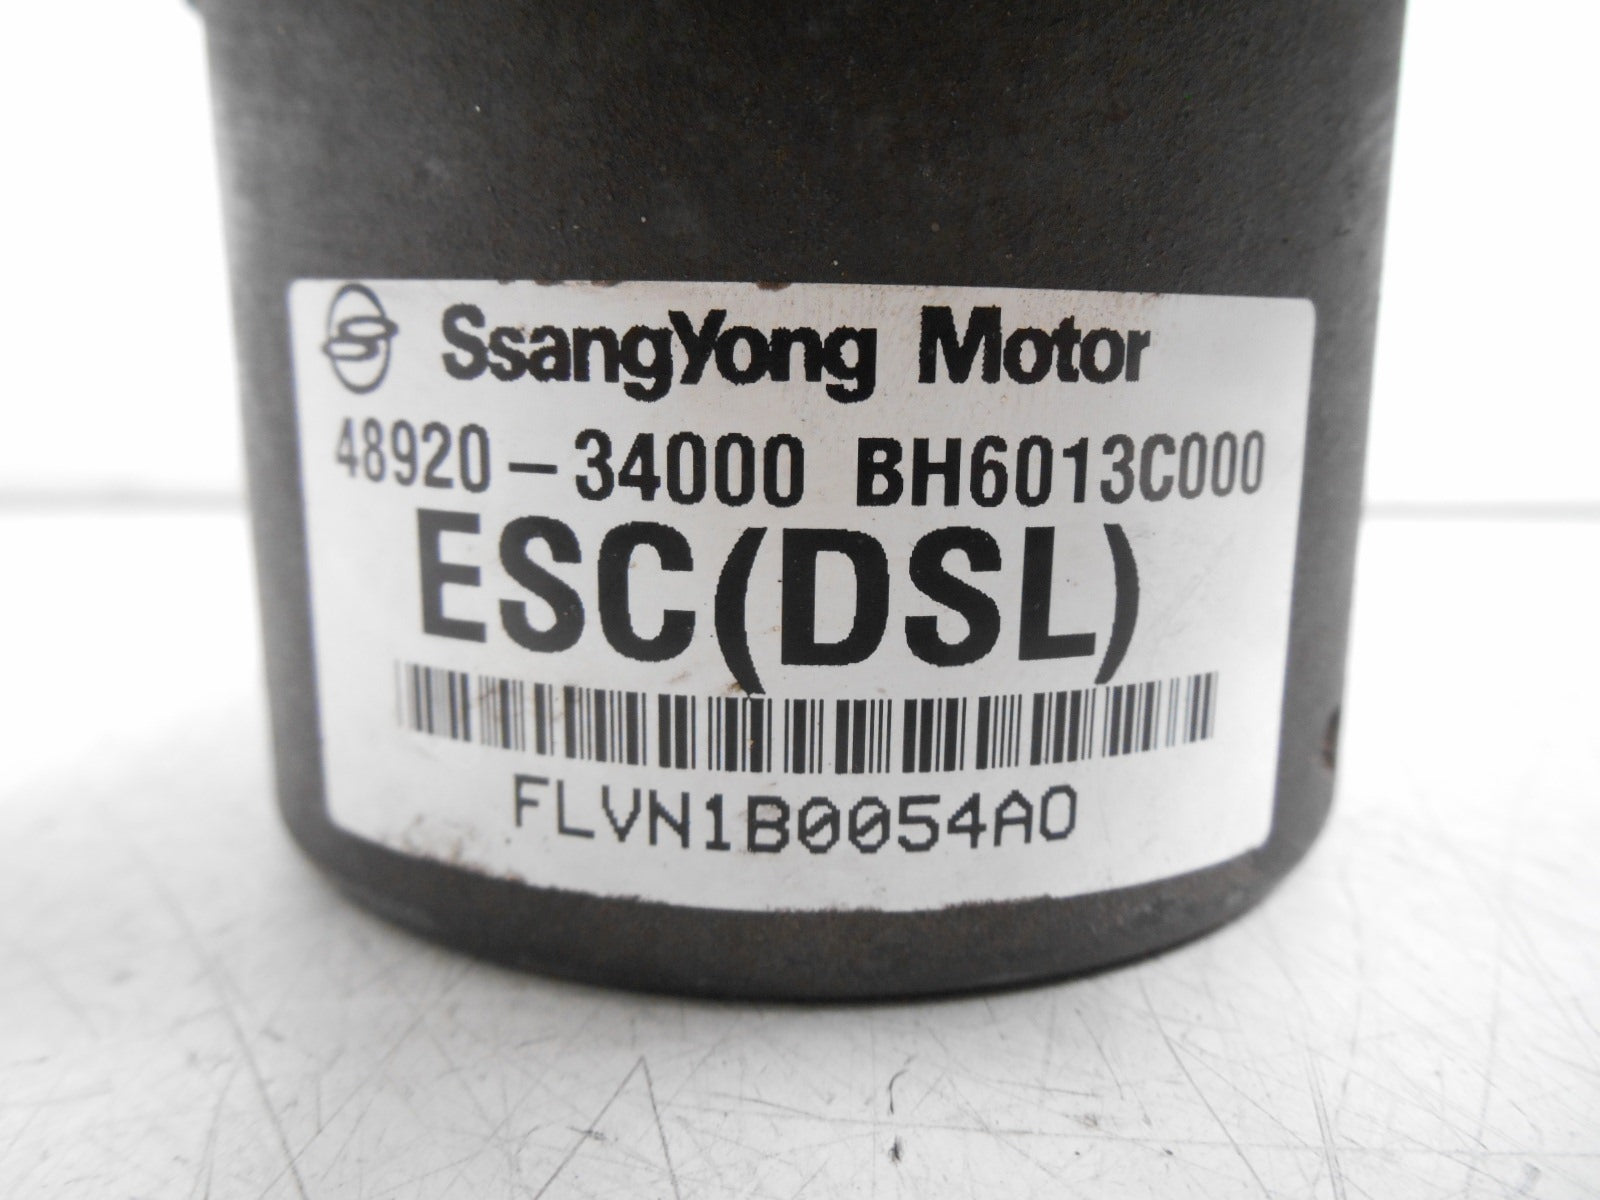 SsangYong Motor
48920-34000 BH6013C000
ESC(DSL)
FLVN1B0054A0